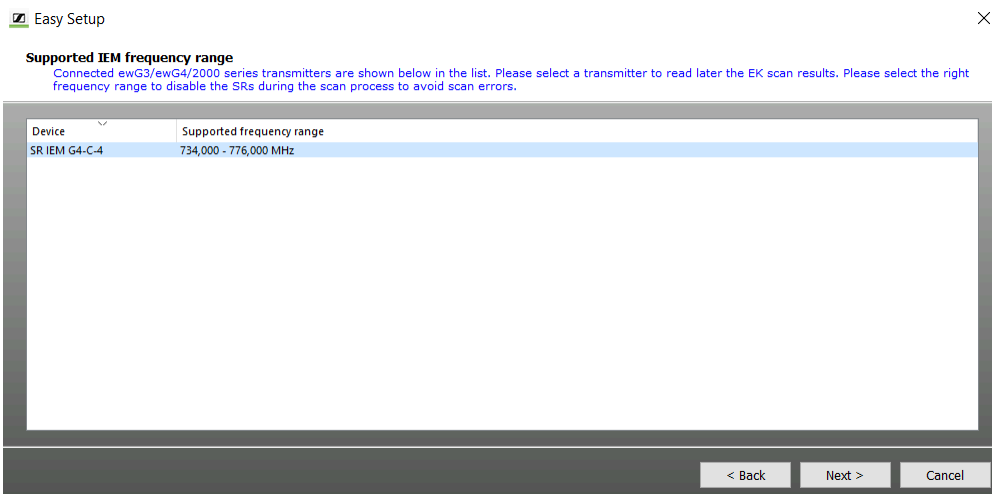 Easy Setup
Supported IEM frequency range
Connected ewG3/ewG4/2000 series transmitters are shown below in the list. Please select a transmitter to read later the EK scan results. Please select the right
frequency range to disable the SRs during the scan process to avoid scan errors.
Device Supported frequency range
SR IEM G4-C-4 734,000 - 776,000 MHz
< Back Next > Cancel